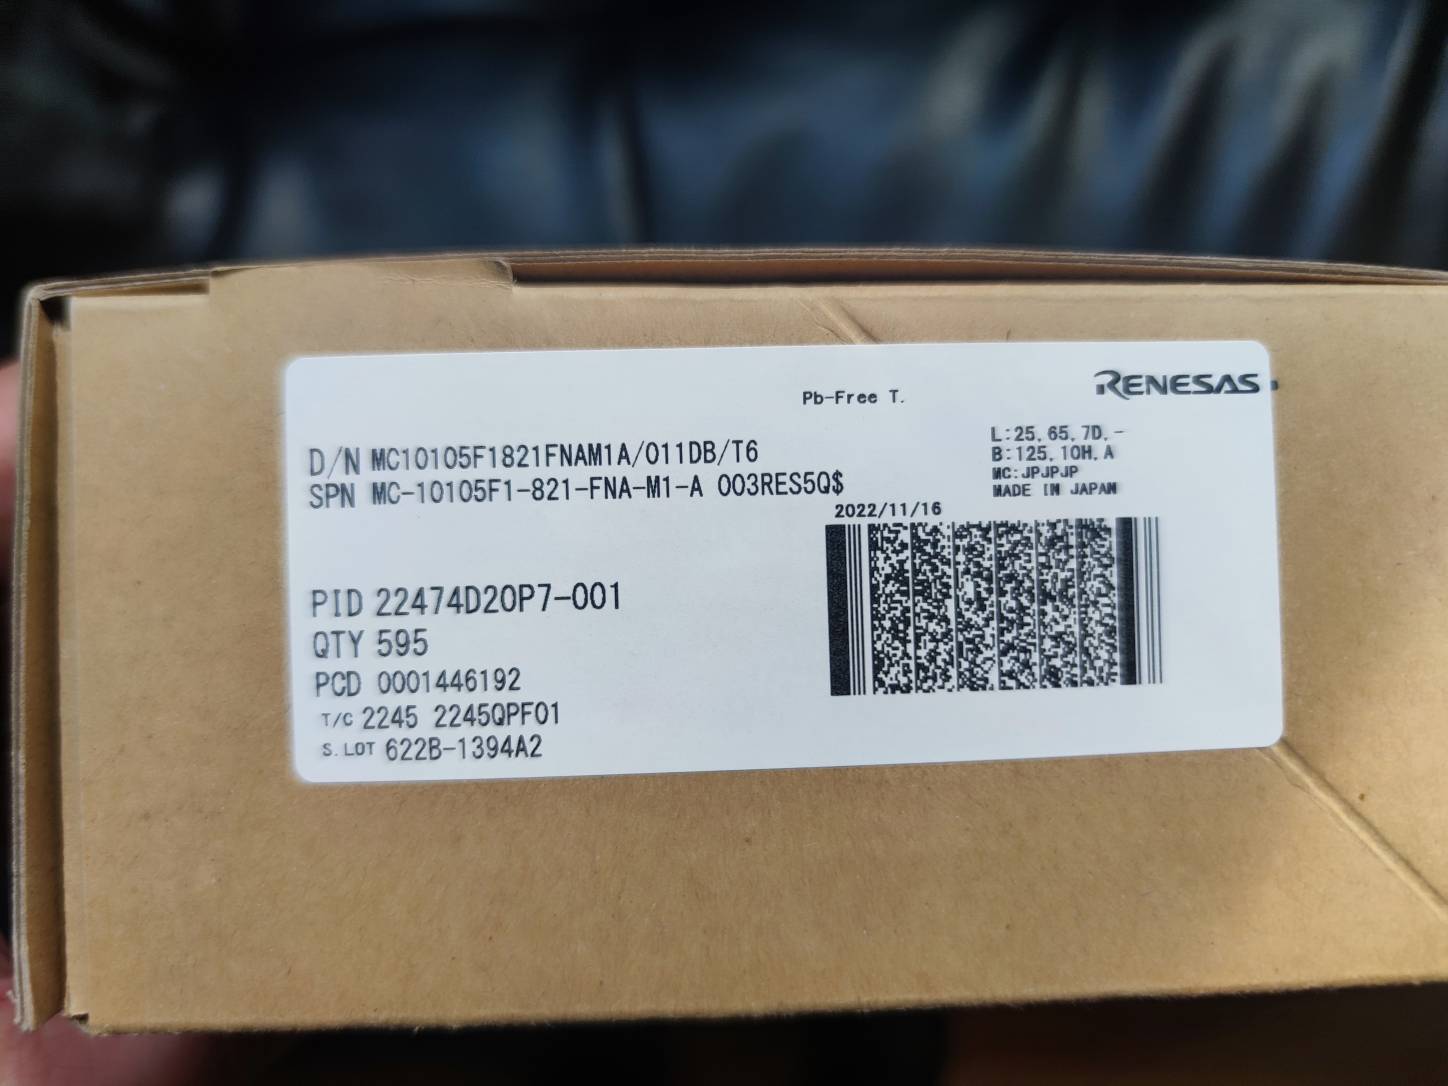 RENESAS
Pb-Free T.
L:25, 65, 7D, -
B:125, 10H, A
MC:JPJPJP
MADE IN JAPAN
D/N MC10105F1821FNAM1A/011DB/T6
SPN MC-10105F1-821-FNA-M1-A 003RES5Q$
2022/11/16
PID 22474D20P7-001
QTY 595
PCD 0001446192
T/C 2245 2245QPF01
S. LOT 622B-1394A2